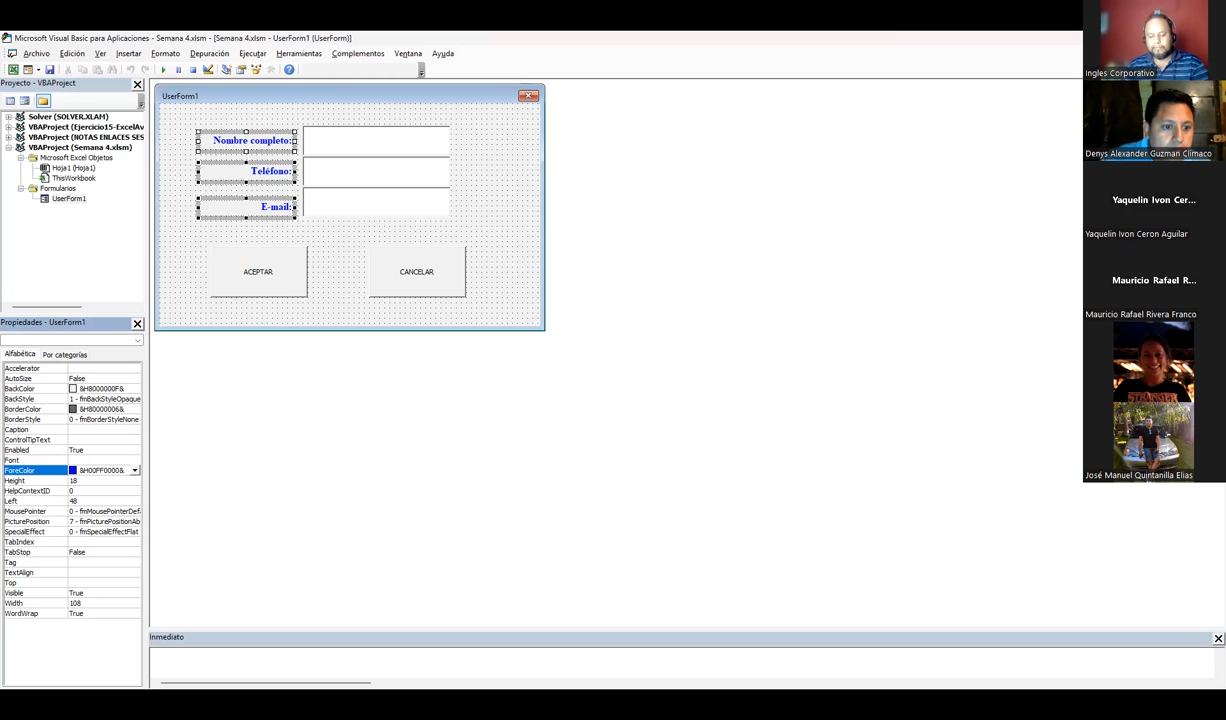 Microsoft Visual Basic para Aplicaciones - Semana 4.xlsm - [Semana 4.xlsm - UserForm1 (UserForm)]
Archivo Edición Ver Insertar Formato Depuración Ejecutar Herramientas Complementos Ventana Ayuda
Proyecto - VBAProject
Solver (SOLVER.XLAM)
VBAProject (Ejercicio15-ExcelAv
VBAProject (NOTAS ENLACES SES
VBAProject (Semana 4.xlsm)
Microsoft Excel Objetos
Hoja1 (Hoja1)
ThisWorkbook
Formularios
UserForm1
Propiedades - UserForm1
Alfabética Por categorías
Accelerator
AutoSize False
BackColor &H8000000F&
BackStyle 1 - fmBackStyleOpaque
BorderColor &H80000006&
BorderStyle 0 - fmBorderStyleNone
Caption
ControlTipText
Enabled True
Font
ForeColor &H00FF0000&
Height 18
HelpContextID 0
Left 48
MousePointer 0 - fmMousePointerDef
PicturePosition 7 - fmPicturePositionAb
SpecialEffect 0 - fmSpecialEffectFlat
TabIndex
TabStop False
Tag
TextAlign
Top
Visible True
Width 108
WordWrap True
UserForm1
Nombre completo:
Teléfono:
E-mail:
ACEPTAR CANCELAR
Inmediato
Ingles Corporativo
Denys Alexander Guzman Clímaco
Yaquelin Ivon Cer...
Yaquelin Ivon Ceron Aguilar
Mauricio Rafael R...
Mauricio Rafael Rivera Franco
STRANGER
José Manuel Quintanilla Elias